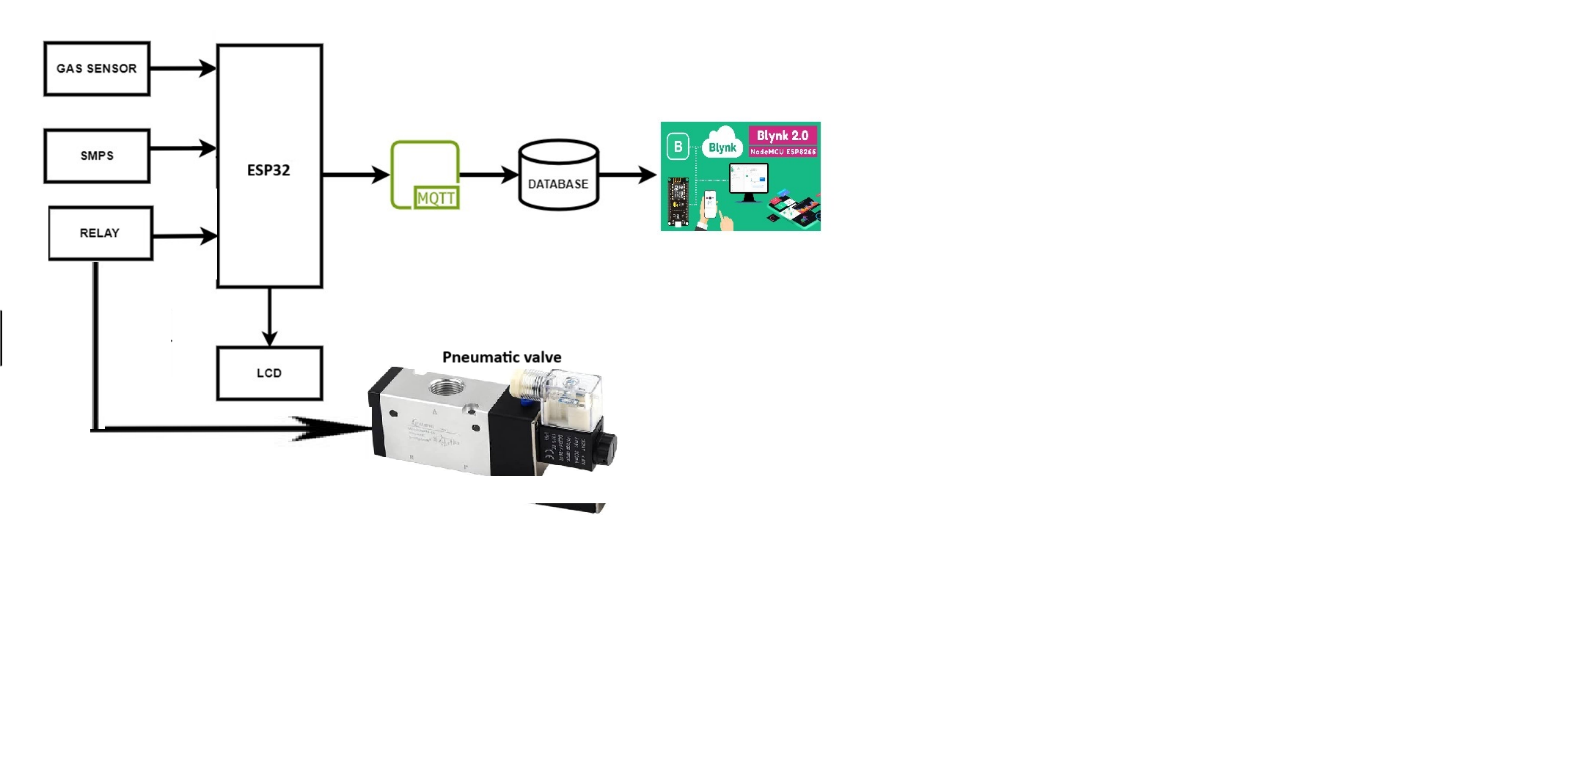 GAS SENSOR
SMPS
RELAY
ESP32
LCD
MQTT
DATABASE
B
Blynk
Blynk 2.0
NodeMCU ESP8266
Pneumatic valve
A